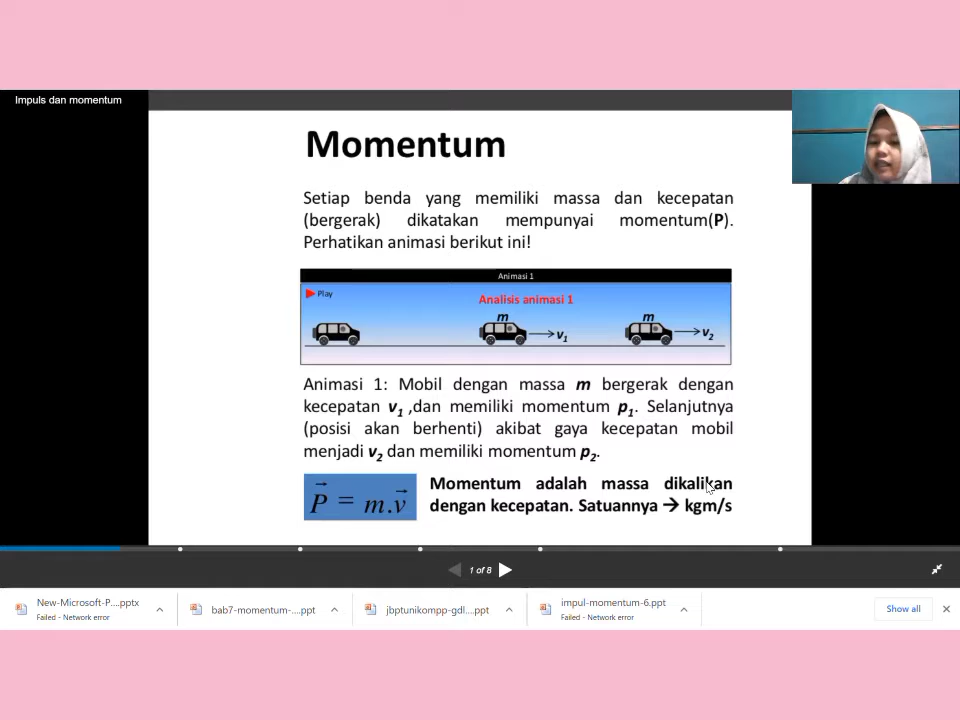 Impuls dan momentum
Momentum
Setiap benda yang memiliki massa dan kecepatan
(bergerak) dikatakan mempunyai momentum(P).
Perhatikan animasi berikut ini!
Animasi 1
Play
Analisis animasi 1
m
m
v1
v2
Animasi 1: Mobil dengan massa m bergerak dengan
kecepatan v1 ,dan memiliki momentum p1. Selanjutnya
(posisi akan berhenti) akibat gaya kecepatan mobil
menjadi v2 dan memiliki momentum p2.
P = m.v
Momentum adalah massa dikalikan
dengan kecepatan. Satuannya → kgm/s
1 of 8
New-Microsoft-P....pptx
Failed - Network error
bab7-momentum-....ppt
jbptunikompp-gdl....ppt
impul-momentum-6.ppt
Failed - Network error
Show all